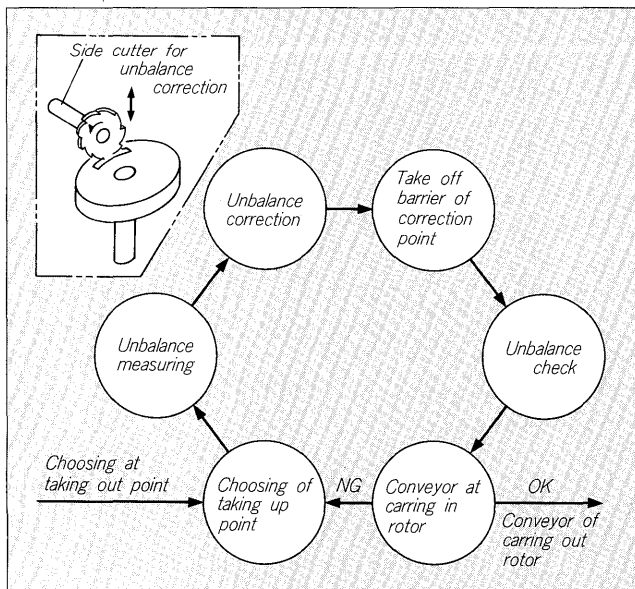 Side cutter for
unbalance
correction
Unbalance
correction
Take off
barrier of
correction
point
Unbalance
measuring
Unbalance
check
Choosing at
taking out point
Choosing of
taking up
point
NG
Conveyor at
carring in
rotor
OK
Conveyor of
carring out
rotor